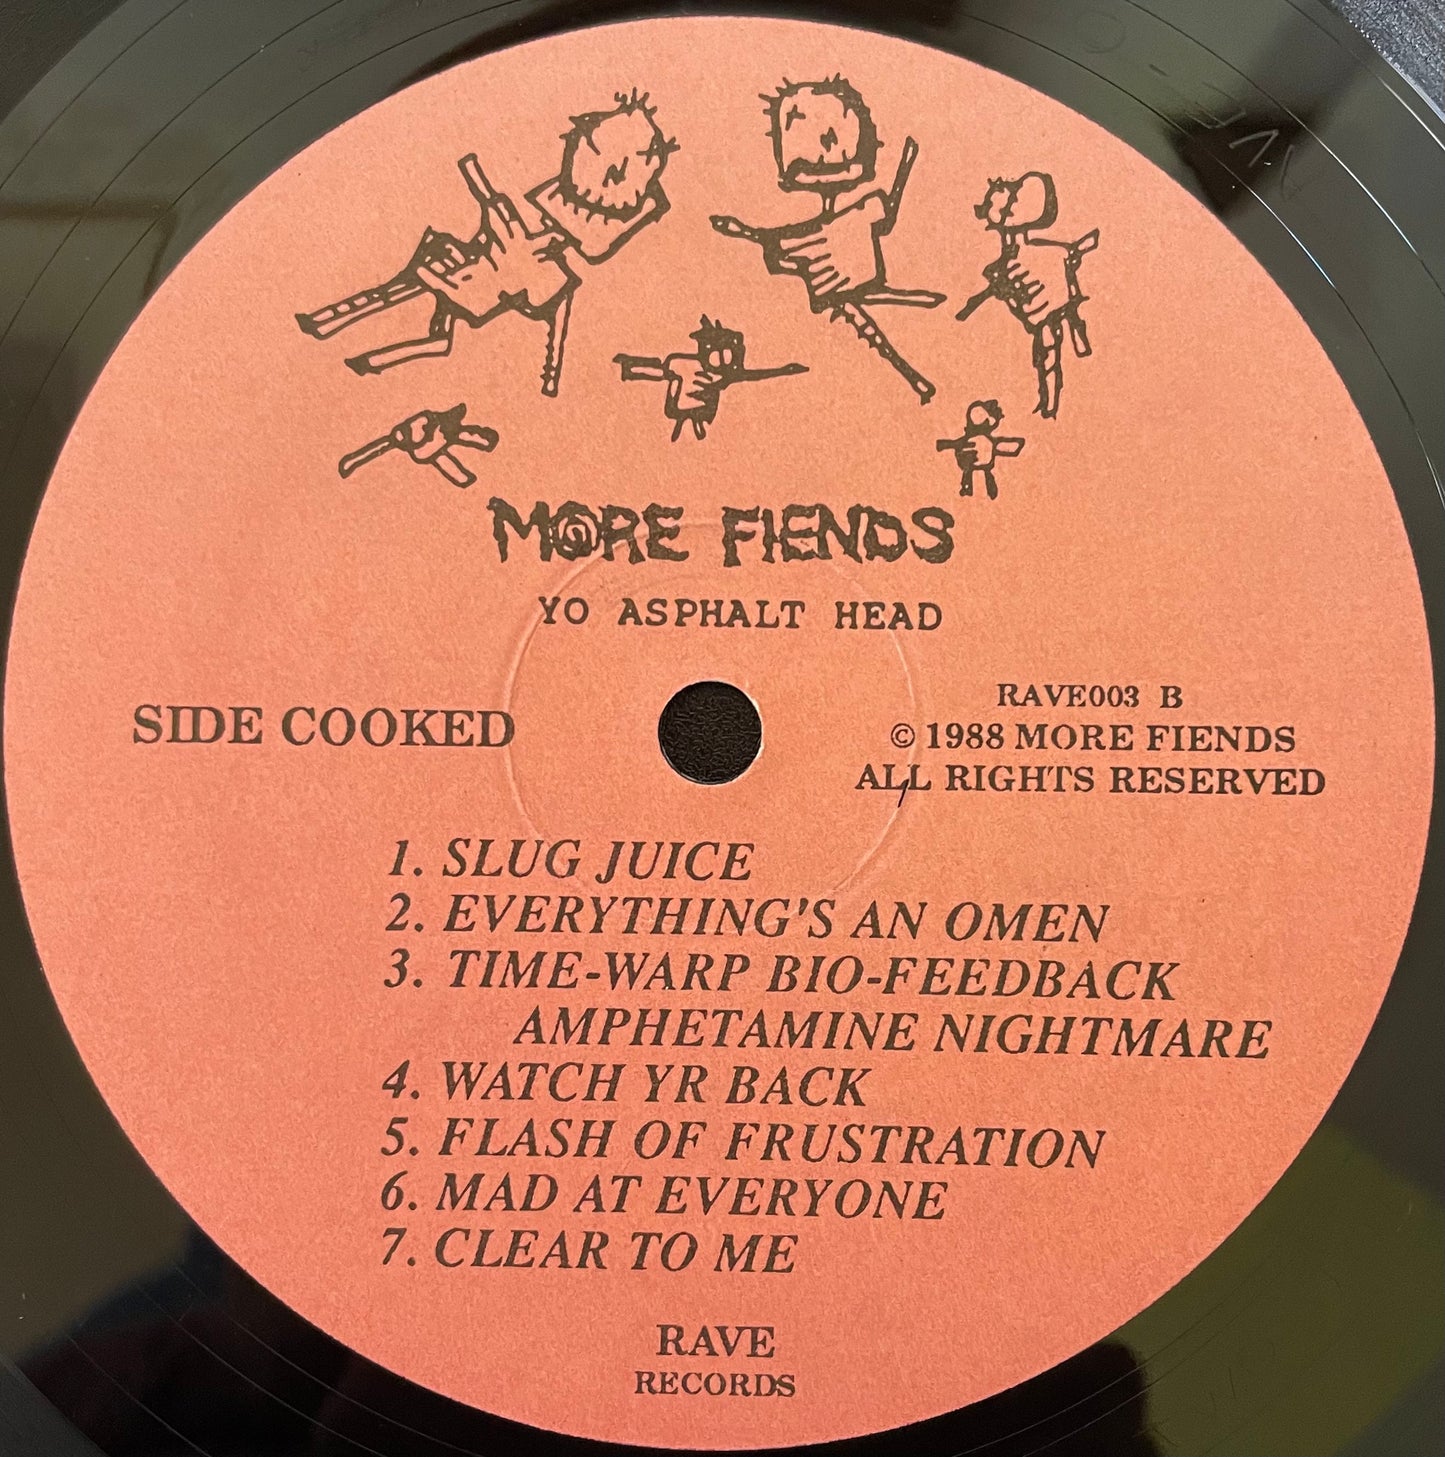 MORE FIENDS
YO ASPHALT HEAD
SIDE COOKED
RAVE003 B
© 1988 MORE FIENDS
ALL RIGHTS RESERVED
1. SLUG JUICE
2. EVERYTHING'S AN OMEN
3. TIME-WARP BIO-FEEDBACK
AMPHETAMINE NIGHTMARE
4. WATCH YR BACK
5. FLASH OF FRUSTRATION
6. MAD AT EVERYONE
7. CLEAR TO ME
RAVE
RECORDS